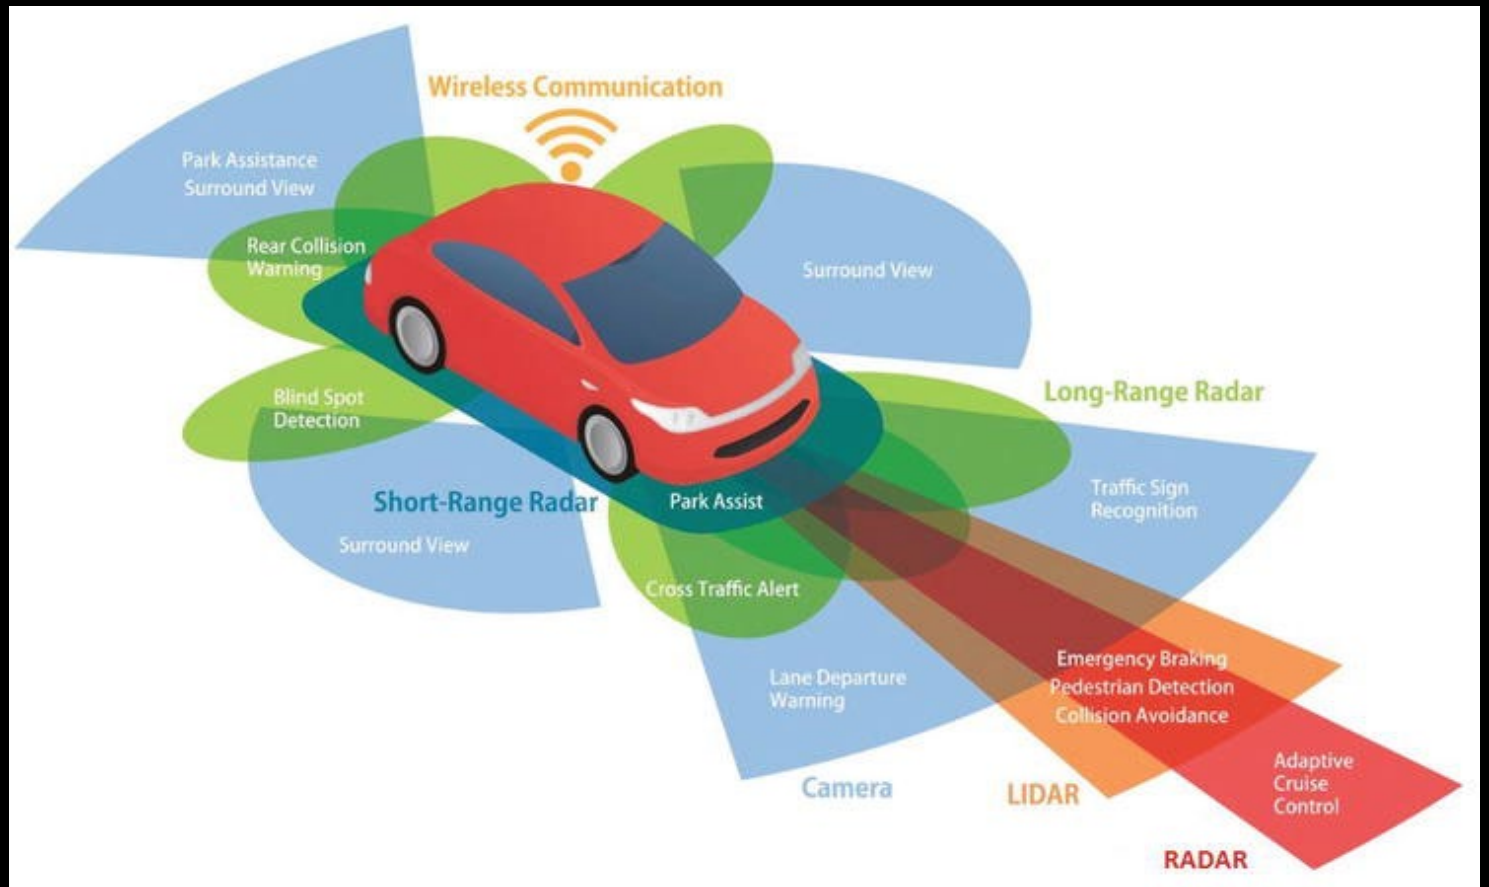 Wireless Communication
Park Assistance
Surround View
Rear Collision
Warning
Surround View
Blind Spot
Detection
Long-Range Radar
Short-Range Radar
Park Assist
Traffic Sign
Recognition
Surround View
Cross Traffic Alert
Lane Departure
Warning
Emergency Braking
Pedestrian Detection
Collision Avoidance
Camera
LIDAR
Adaptive
Cruise
Control
RADAR